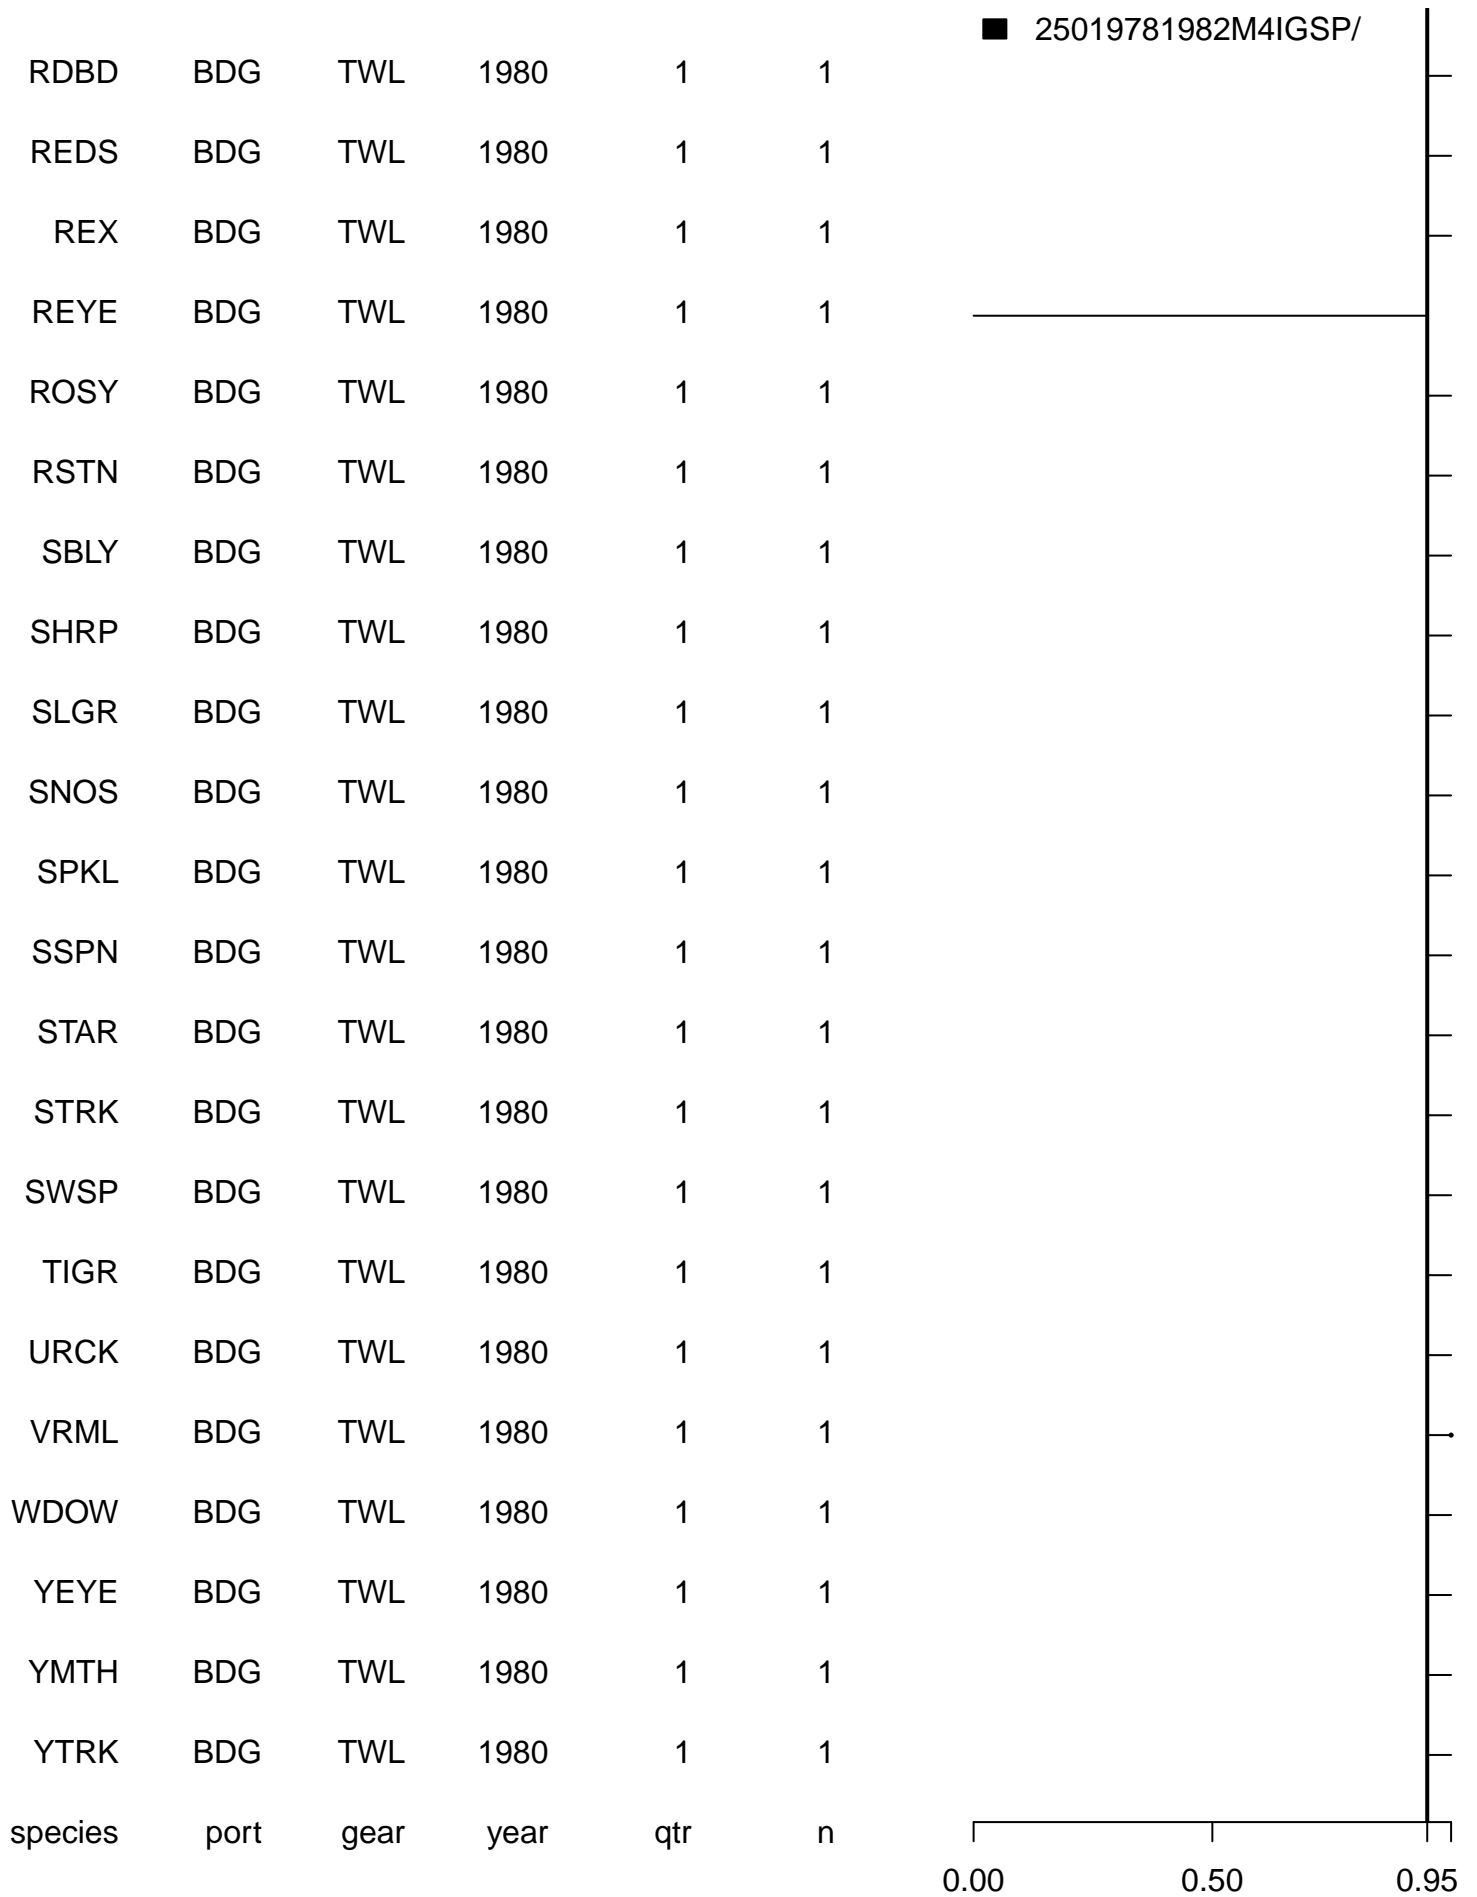 25019781982M4IGSP/
RDBD BDG TWL 1980 1 1
REDS BDG TWL 1980 1 1
REX BDG TWL 1980 1 1
REYE BDG TWL 1980 1 1
ROSY BDG TWL 1980 1 1
RSTN BDG TWL 1980 1 1
SBLY BDG TWL 1980 1 1
SHRP BDG TWL 1980 1 1
SLGR BDG TWL 1980 1 1
SNOS BDG TWL 1980 1 1
SPKL BDG TWL 1980 1 1
SSPN BDG TWL 1980 1 1
STAR BDG TWL 1980 1 1
STRK BDG TWL 1980 1 1
SWSP BDG TWL 1980 1 1
TIGR BDG TWL 1980 1 1
URCK BDG TWL 1980 1 1
VRML BDG TWL 1980 1 1
WDOW BDG TWL 1980 1 1
YEYE BDG TWL 1980 1 1
YMTH BDG TWL 1980 1 1
YTRK BDG TWL 1980 1 1
species port gear year qtr n
0.00 0.50 0.95